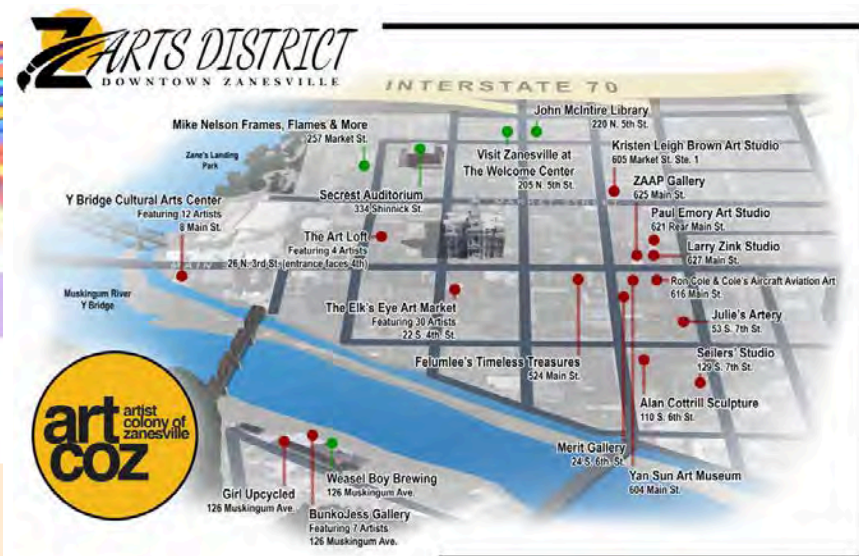 Z ARTS DISTRICT
DOWNTOWN ZANESVILLE
INTERSTATE 70
John McIntire Library
220 N. 5th St.
Mike Nelson Frames, Flames & More
257 Market St.
Zane's Landing
Park
Visit Zanesville at
The Welcome Center
205 N. 5th St.
Kristen Leigh Brown Art Studio
605 Market St. Ste. 1
Secrest Auditorium
334 Shinnick St.
ZAAP Gallery
625 Main St.
MARKET STREET
Y Bridge Cultural Arts Center
Featuring 12 Artists
8 Main St.
Paul Emory Art Studio
621 Rear Main St.
The Art Loft
Featuring 4 Artists
26 N. 3rd St. (entrance faces 4th)
Larry Zink Studio
627 Main St.
MAIN
Muskingum River
Y Bridge
Ron Cole & Cole's Aircraft Aviation Art
616 Main St.
The Elk's Eye Art Market
Featuring 30 Artists
22 S. 4th St.
Julie's Artery
53 S. 7th St.
Felumlee's Timeless Treasures
524 Main St.
Seilers' Studio
129 S. 7th St.
Alan Cottrill Sculpture
110 S. 6th St.
art coz
artist
colony of
zanesville
Merit Gallery
24 S. 6th St.
Yan Sun Art Museum
604 Main St.
Weasel Boy Brewing
126 Muskingum Ave.
Girl Upcycled
126 Muskingum Ave.
BunkoJess Gallery
Featuring 7 Artists
126 Muskingum Ave.